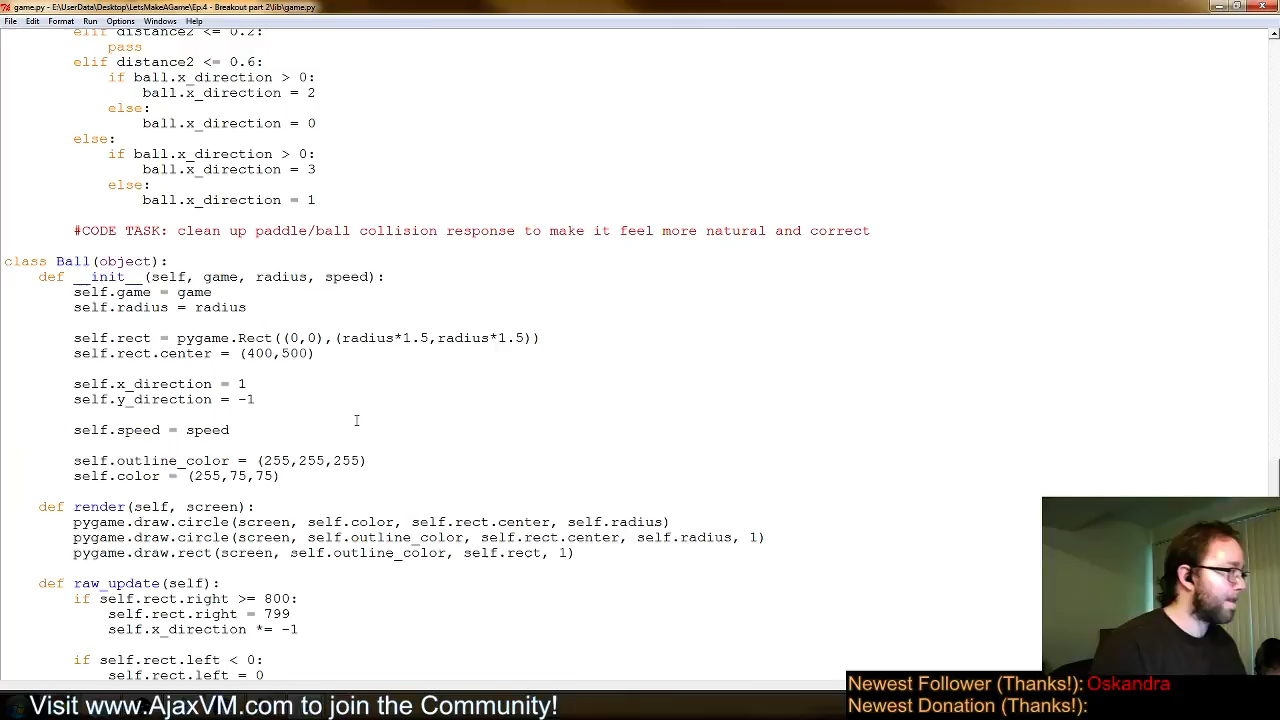 game.py - E:\UserData\Desktop\LetsMakeAGame\Ep.4 - Breakout part 2\lib\game.py
File Edit Format Run Options Windows Help
elif distance2 <= 0.2:
pass
elif distance2 <= 0.6:
if ball.x_direction > 0:
ball.x_direction = 2
else:
ball.x_direction = 0
else:
if ball.x_direction > 0:
ball.x_direction = 3
else:
ball.x_direction = 1
#CODE TASK: clean up paddle/ball collision response to make it feel more natural and correct
class Ball(object):
def __init__(self, game, radius, speed):
self.game = game
self.radius = radius
self.rect = pygame.Rect((0,0),(radius*1.5,radius*1.5))
self.rect.center = (400,500)
self.x_direction = 1
self.y_direction = -1
self.speed = speed
self.outline_color = (255,255,255)
self.color = (255,75,75)
def render(self, screen):
pygame.draw.circle(screen, self.color, self.rect.center, self.radius)
pygame.draw.circle(screen, self.outline_color, self.rect.center, self.radius, 1)
pygame.draw.rect(screen, self.outline_color, self.rect, 1)
def raw_update(self):
if self.rect.right >= 800:
self.rect.right = 799
self.x_direction *= -1
if self.rect.left < 0:
self.rect.left = 0
Visit www.AjaxVM.com to join the Community!
Newest Follower (Thanks!): Oskandra
Newest Donation (Thanks!):